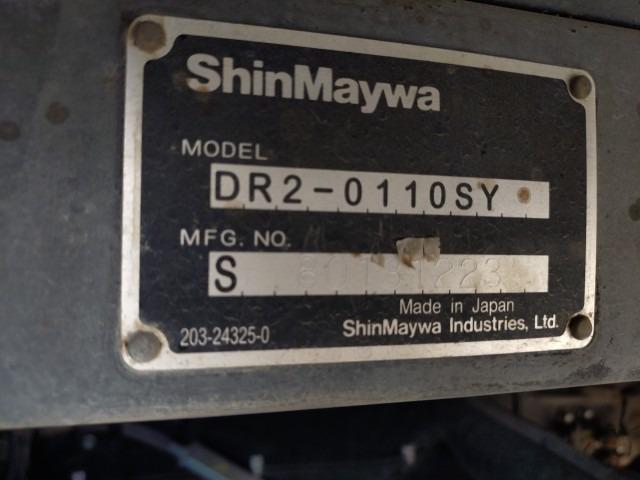 ShinMaywa
MODEL
DR2-0110SY
MFG. NO.
S
Made in Japan
203-24325-0
ShinMaywa Industries, Ltd.